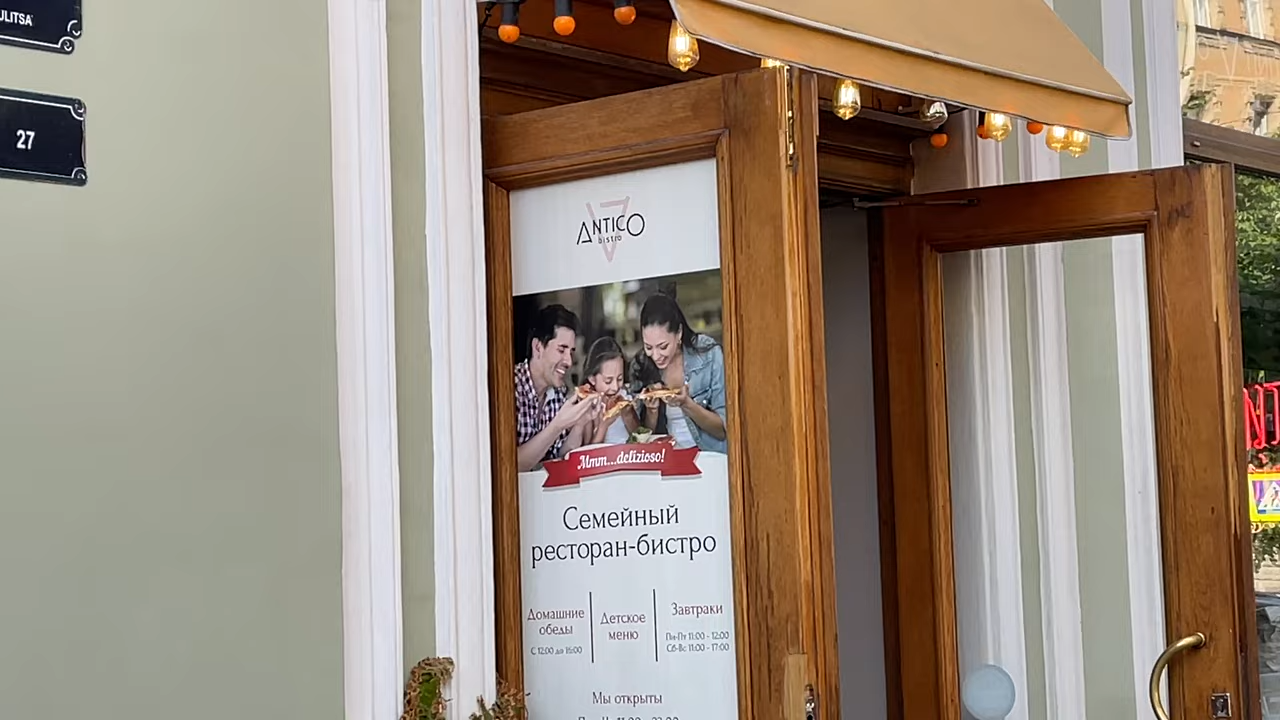 ULITSA
27
ANTICO
bistro
Mmm...delizioso!
Семейный
ресторан-бистро
Домашние
обеды
С 12:00 до 16:00
Детское
меню
Завтраки
Пн-Пт 11:00 - 12:00
Сб-Вс 11:00 - 17:00
Мы открыты